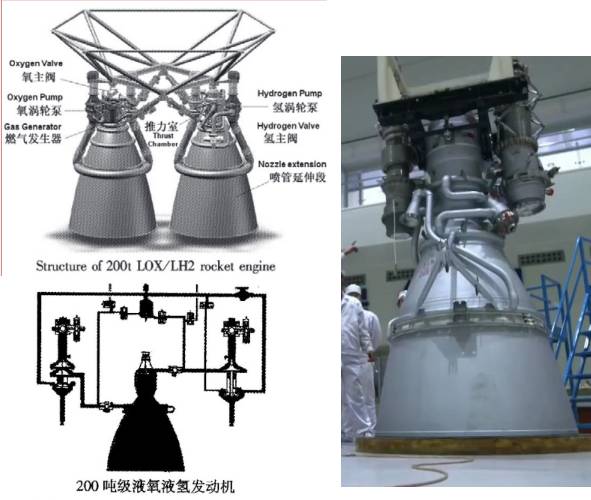 Oxygen Valve
氧主阀
Oxygen Pump
氧涡轮泵
Gas Generator
燃气发生器
推力室
Thrust
Chamber
Hydrogen Pump
氢涡轮泵
Hydrogen Valve
氢主阀
Nozzle extension
喷管延伸段
Structure of 200t LOX/LH2 rocket engine
200 吨级液氧液氢发动机